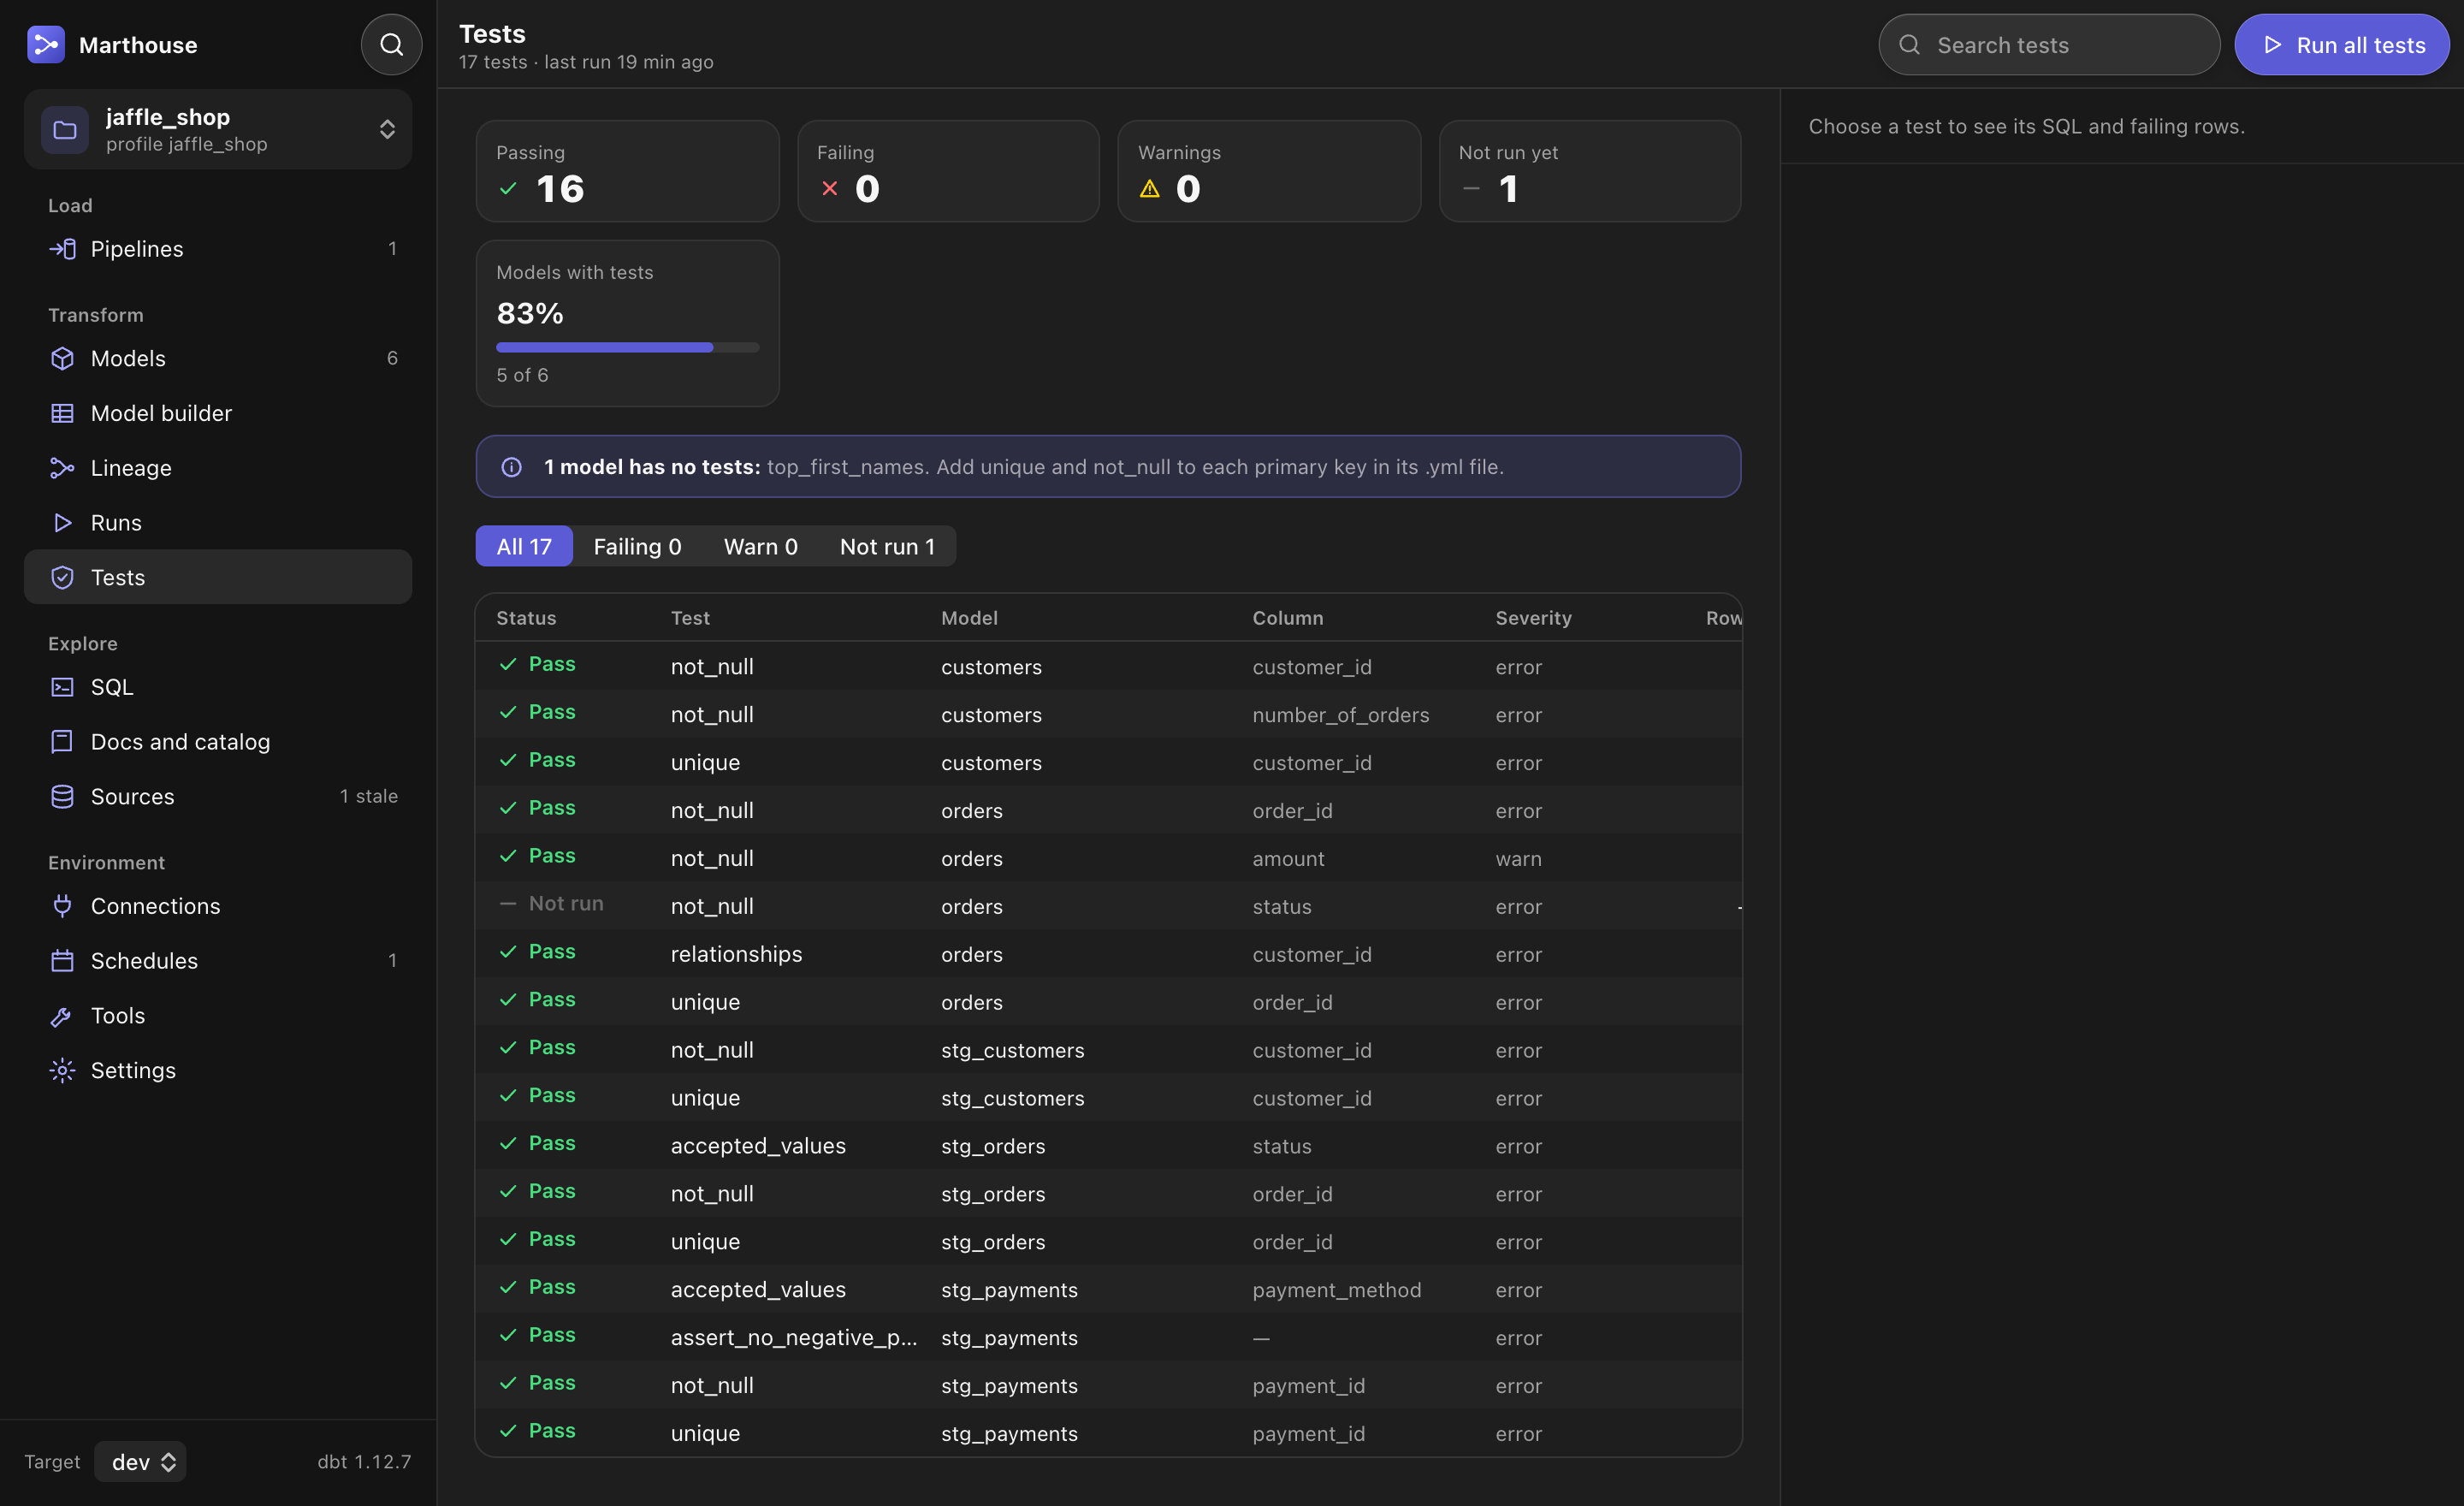 Marthouse
jaffle_shop
profile jaffle_shop
Load
Pipelines 1
Transform
Models 6
Model builder
Lineage
Runs
Tests
Explore
SQL
Docs and catalog
Sources 1 stale
Environment
Connections
Schedules 1
Tools
Settings
Target dev dbt 1.12.7
Tests
17 tests · last run 19 min ago
Search tests
Run all tests
Passing
16
Failing
0
Warnings
0
Not run yet
1
Models with tests
83%
5 of 6
1 model has no tests: top_first_names. Add unique and not_null to each primary key in its .yml file.
All 17 Failing 0 Warn 0 Not run 1
Status Test Model Column Severity Row
Pass not_null customers customer_id error
Pass not_null customers number_of_orders error
Pass unique customers customer_id error
Pass not_null orders order_id error
Pass not_null orders amount warn
— Not run not_null orders status error
Pass relationships orders customer_id error
Pass unique orders order_id error
Pass not_null stg_customers customer_id error
Pass unique stg_customers customer_id error
Pass accepted_values stg_orders status error
Pass not_null stg_orders order_id error
Pass unique stg_orders order_id error
Pass accepted_values stg_payments payment_method error
Pass assert_no_negative_p... stg_payments — error
Pass not_null stg_payments payment_id error
Pass unique stg_payments payment_id error
Choose a test to see its SQL and failing rows.